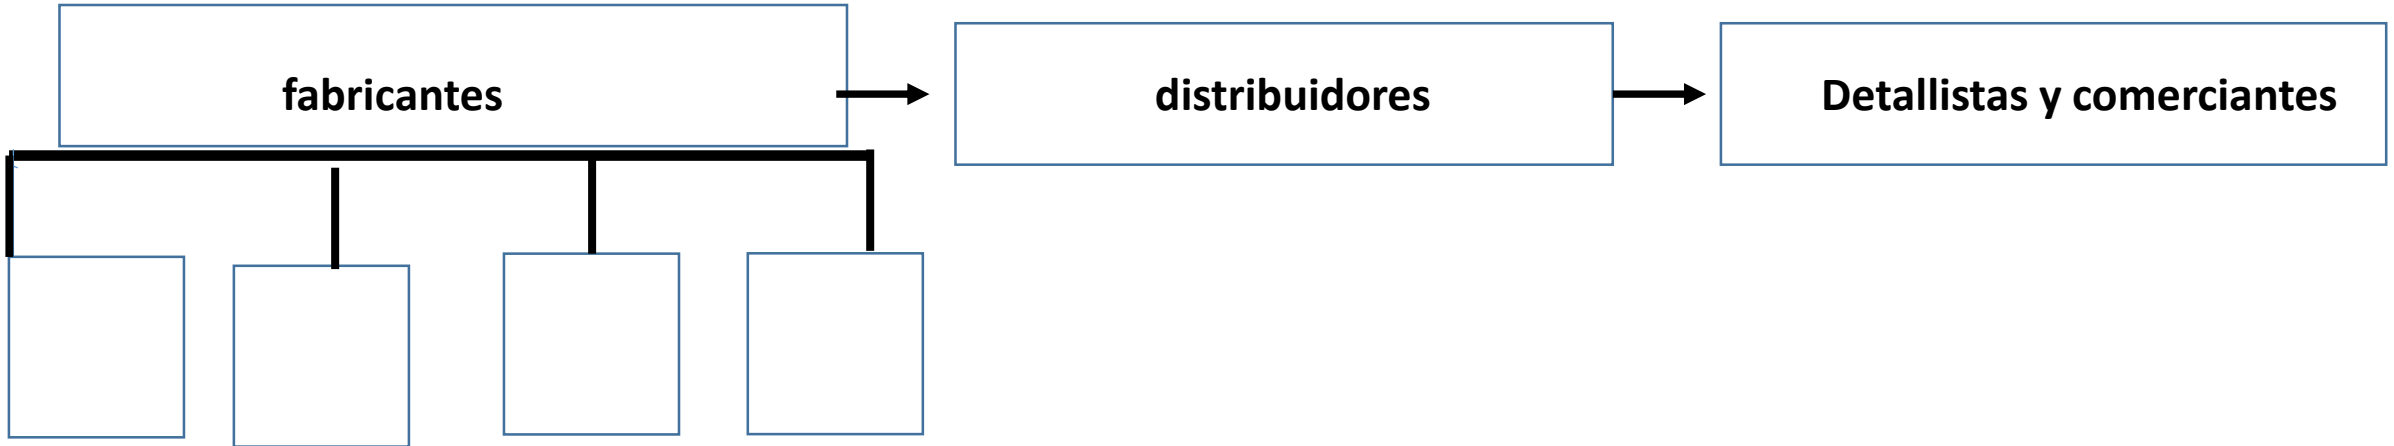 fabricantes
distribuidores
Detallistas y comerciantes